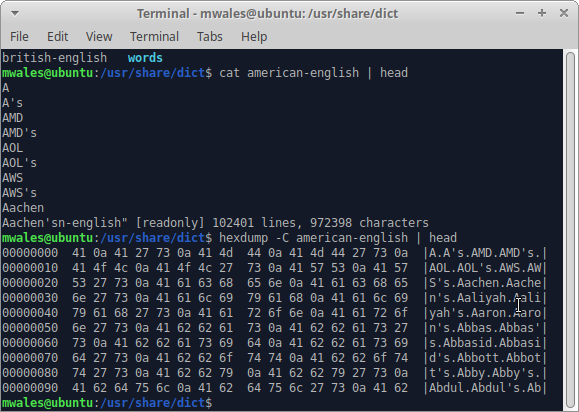 Terminal - mwales@ubuntu: /usr/share/dict
File Edit View Terminal Tabs Help
british-english words
mwales@ubuntu:/usr/share/dict$ cat american-english | head
A
A's
AMD
AMD's
AOL
AOL's
AWS
AWS's
Aachen
Aachen'sn-english" [readonly] 102401 lines, 972398 characters
mwales@ubuntu:/usr/share/dict$ hexdump -C american-english | head
00000000  41 0a 41 27 73 0a 41 4d  44 0a 41 4d 44 27 73 0a  |A.A's.AMD.AMD's.|
00000010  41 4f 4c 0a 41 4f 4c 27  73 0a 41 57 53 0a 41 57  |AOL.AOL's.AWS.AW|
00000020  53 27 73 0a 41 61 63 68  65 6e 0a 41 61 63 68 65  |S's.Aachen.Aache|
00000030  6e 27 73 0a 41 61 6c 69  79 61 68 0a 41 61 6c 69  |n's.Aaliyah.Aali|
00000040  79 61 68 27 73 0a 41 61  72 6f 6e 0a 41 61 72 6f  |yah's.Aaron.Aaro|
00000050  6e 27 73 0a 41 62 62 61  73 0a 41 62 62 61 73 27  |n's.Abbas.Abbas'|
00000060  73 0a 41 62 62 61 73 69  64 0a 41 62 62 61 73 69  |s.Abbasid.Abbasi|
00000070  64 27 73 0a 41 62 62 6f  74 74 0a 41 62 62 6f 74  |d's.Abbott.Abbot|
00000080  74 27 73 0a 41 62 62 79  0a 41 62 62 79 27 73 0a  |t's.Abby.Abby's.|
00000090  41 62 64 75 6c 0a 41 62  64 75 6c 27 73 0a 41 62  |Abdul.Abdul's.Ab|
mwales@ubuntu:/usr/share/dict$